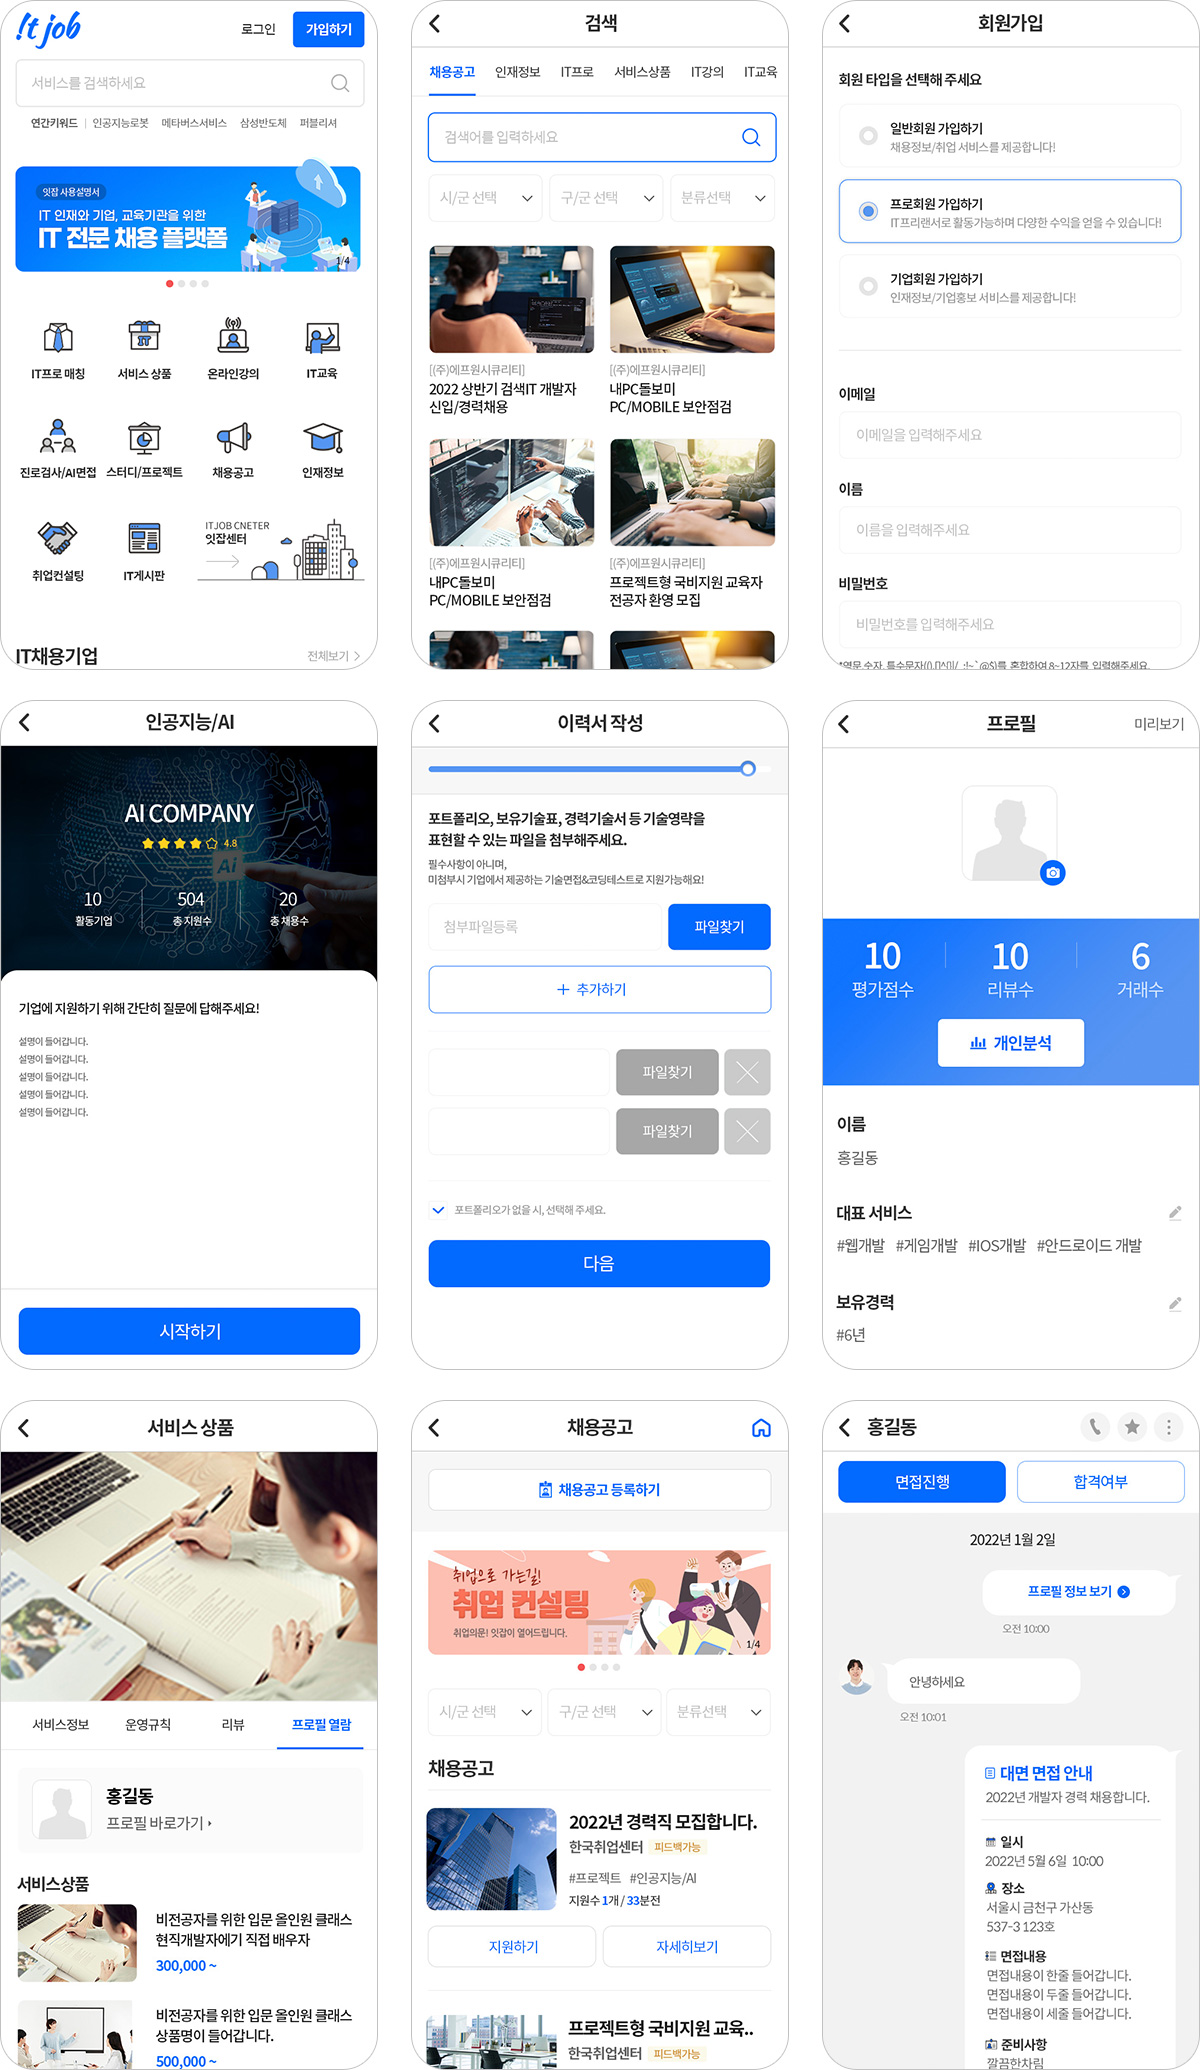 !t job
로그인
가입하기
서비스를 검색하세요
연간키워드 | 인공지능로봇 메타버스서비스 삼성반도체 퍼블리셔
잇잡 사용설명서
IT 인재와 기업, 교육기관을 위한
IT 전문 채용 플랫폼
1/4
IT프로 매칭
서비스 상품
온라인강의
IT교육
진로검사/AI면접
스터디/프로젝트
채용공고
인재정보
취업컨설팅
IT게시판
ITJOB CNETER
잇잡센터
IT채용기업
전체보기
검색
채용공고
인재정보
IT프로
서비스상품
IT강의
IT교육
검색어를 입력하세요
시/군 선택
구/군 선택
분류선택
[(주)에프원시큐리티]
2022 상반기 검색IT 개발자
신입/경력채용
[(주)에프원시큐리티]
내PC돌보미
PC/MOBILE 보안점검
[(주)에프원시큐리티]
내PC돌보미
PC/MOBILE 보안점검
[(주)에프원시큐리티]
프로젝트형 국비지원 교육자
전공자 환영 모집
회원가입
회원 타입을 선택해 주세요
일반회원 가입하기
채용정보/취업 서비스를 제공합니다!
프로회원 가입하기
IT프리랜서로 활동가능하며 다양한 수익을 얻을 수 있습니다!
기업회원 가입하기
인재정보/기업홍보 서비스를 제공합니다!
이메일
이메일을 입력해주세요
이름
이름을 입력해주세요
비밀번호
비밀번호를 입력해주세요
혼합하여 8~12자를 입력해주세요.
인공지능/AI
AI COMPANY
4.8
Ai
10
활동기업
504
총 지원수
20
총 채용수
기업에 지원하기 위해 간단히 질문에 답해주세요!
설명이 들어갑니다.
설명이 들어갑니다.
설명이 들어갑니다.
설명이 들어갑니다.
설명이 들어갑니다.
시작하기
이력서 작성
포트폴리오, 보유기술표, 경력기술서 등 기술영략을
표현할 수 있는 파일을 첨부해주세요.
필수사항이 아니며,
미첨부시 기업에서 제공하는 기술면접&코딩테스트로 지원가능해요!
첨부파일등록
파일찾기
+ 추가하기
파일찾기
파일찾기
포트폴리오가 없을 시, 선택해 주세요.
다음
프로필
미리보기
10
평가점수
10
리뷰수
6
거래수
개인분석
이름
홍길동
대표 서비스
#웹개발 #게임개발 #IOS개발 #안드로이드 개발
보유경력
#6년
서비스 상품
서비스정보
운영규칙
리뷰
프로필 열람
홍길동
프로필 바로가기
서비스상품
비전공자를 위한 입문 올인원 클래스
현직개발자에기 직접 배우자
300,000 ~
비전공자를 위한 입문 올인원 클래스
상품명이 들어갑니다.
500,000 ~
채용공고
채용공고 등록하기
취업으로 가는길!
취업 컨설팅
취업의문! 잇잡이 열어드립니다.
1/4
시/군 선택
구/군 선택
분류선택
채용공고
2022년 경력직 모집합니다.
한국취업센터
피드백가능
#프로젝트 #인공지능/AI
지원수 1개 / 33분전
지원하기
자세히보기
프로젝트형 국비지원 교육..
한국취업센터
피드백가능
홍길동
면접진행
합격여부
2022년 1월 2일
프로필 정보 보기
오전 10:00
안녕하세요
오전 10:01
대면 면접 안내
2022년 개발자 경력 채용합니다.
일시
2022년 5월 6일 10:00
장소
서울시 금천구 가산동
537-3 123호
면접내용
면접내용이 한줄 들어갑니다.
면접내용이 두줄 들어갑니다.
면접내용이 세줄 들어갑니다.
준비사항
깔끔한차림